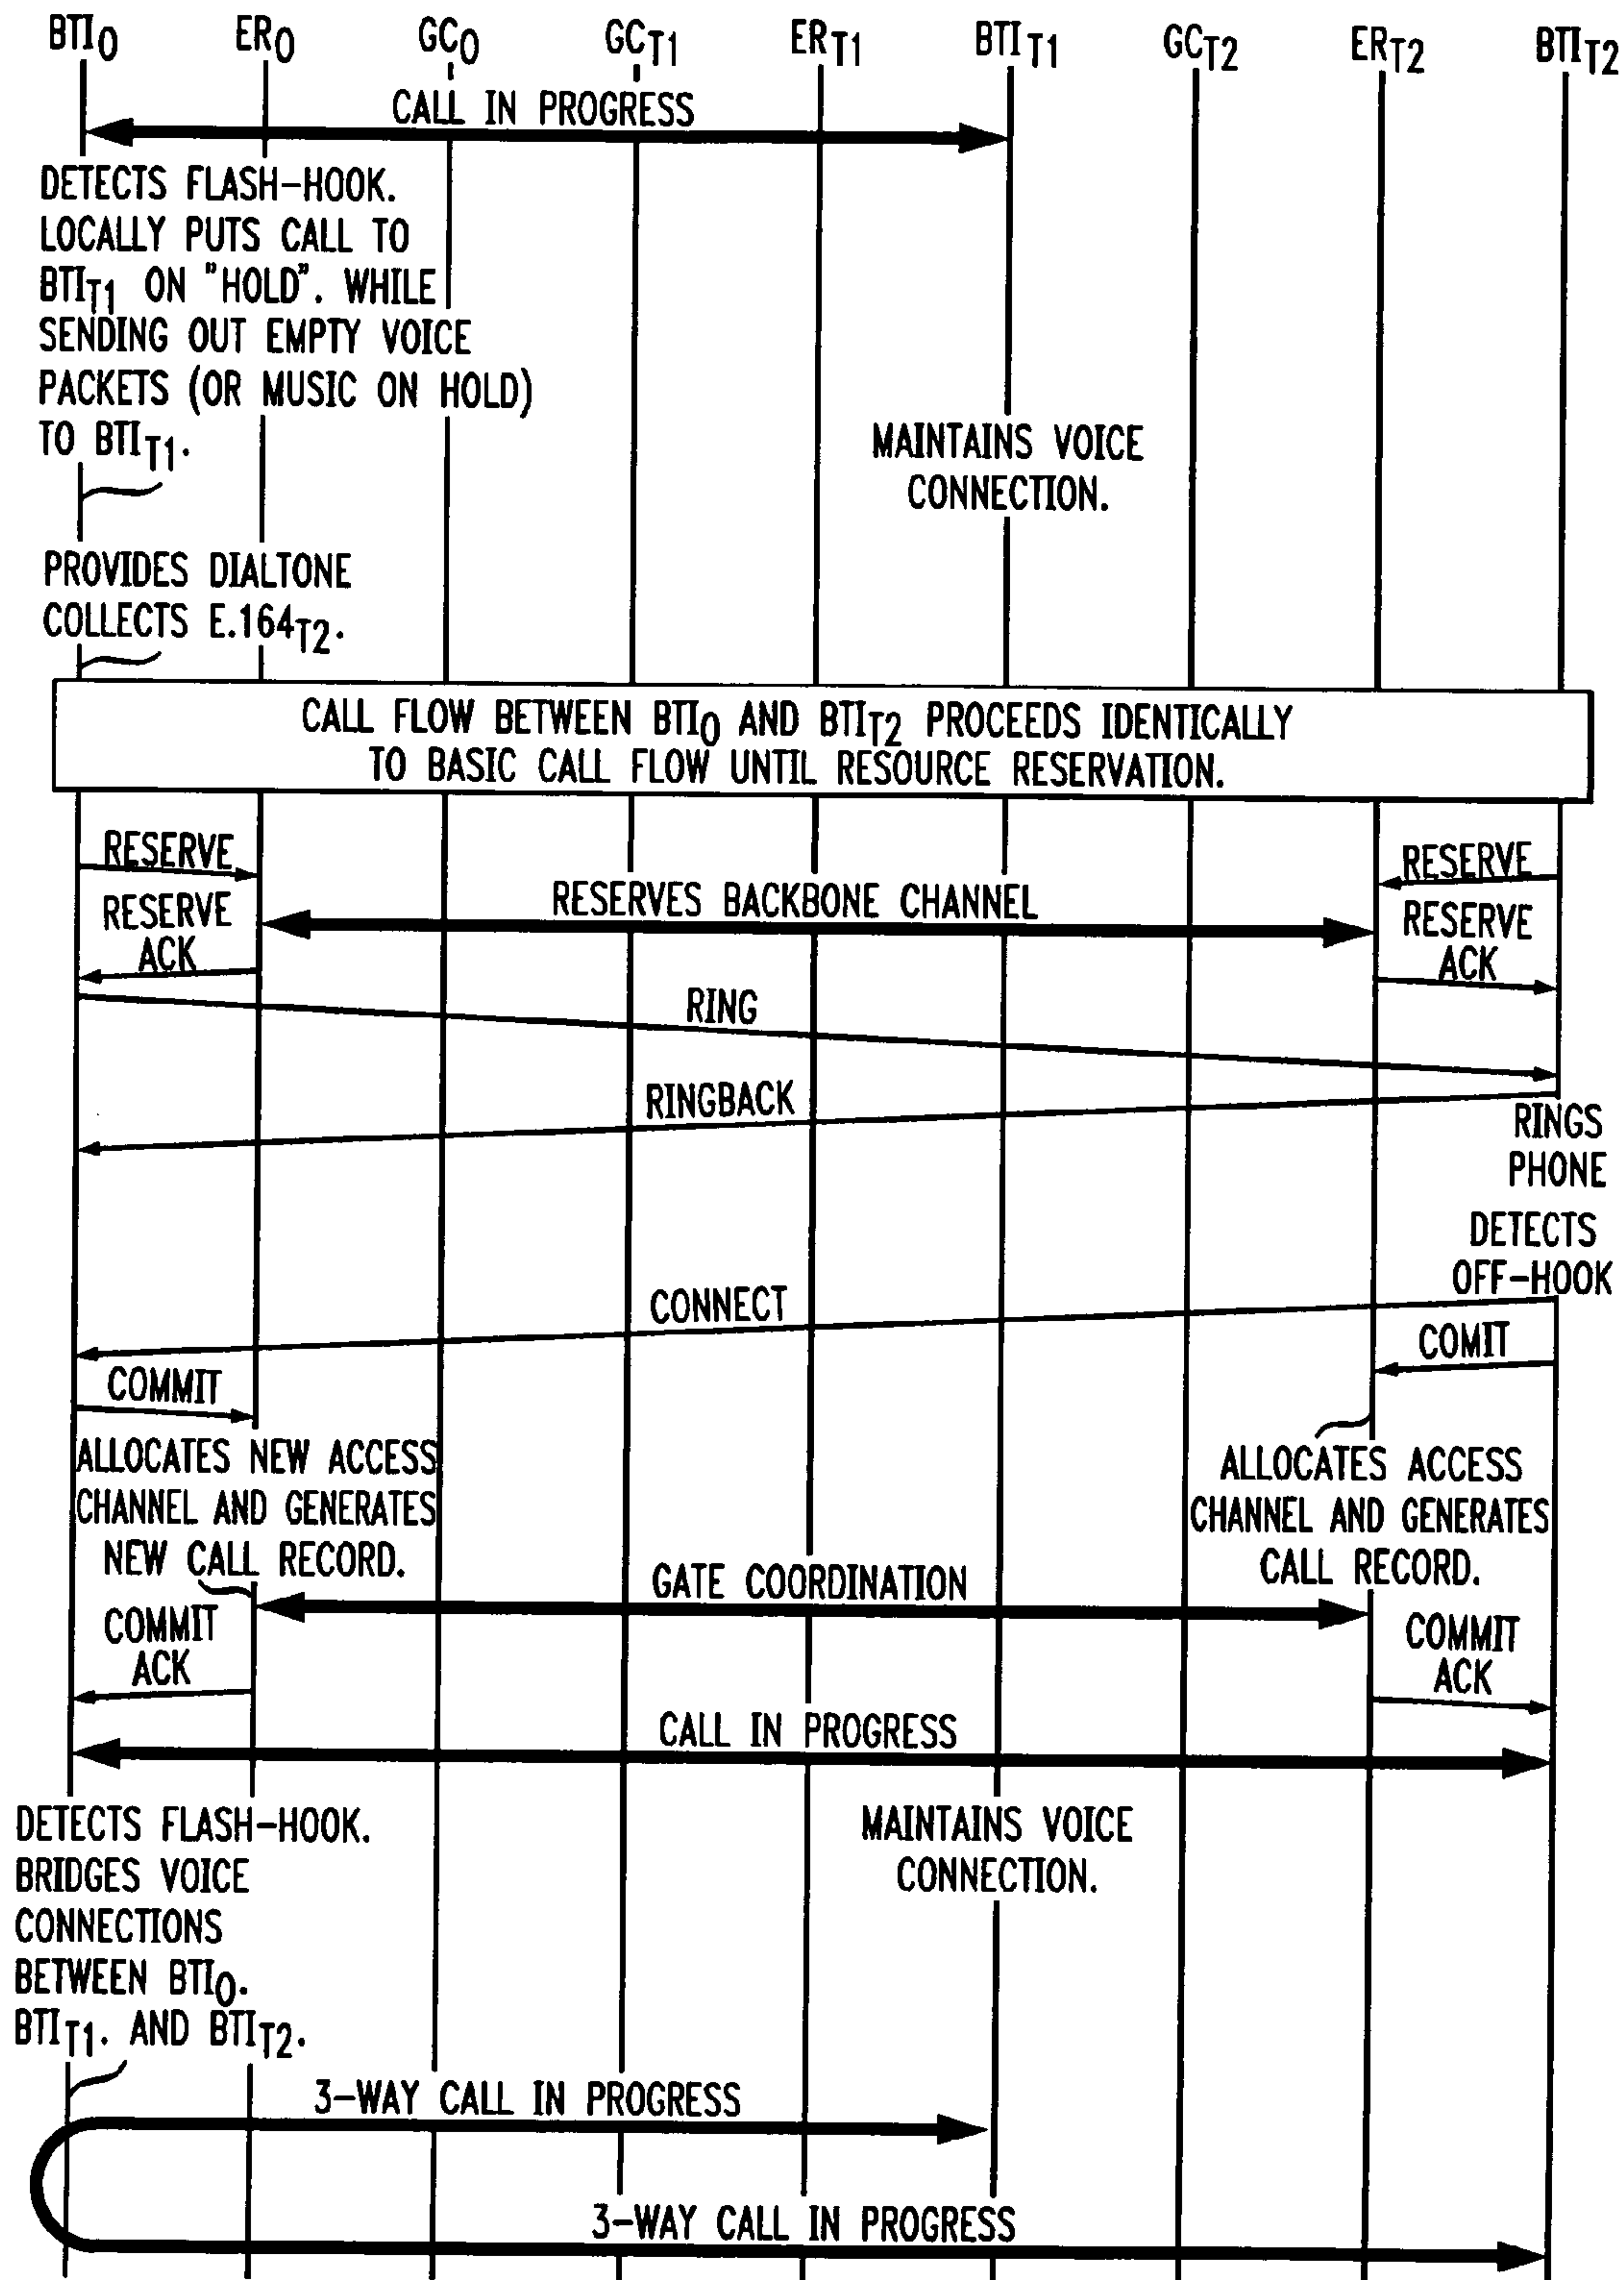 BTIO ERO GCO GCT1 ERT1 BTIT1 GCT2 ERT2 BTIT2
CALL IN PROGRESS
DETECTS FLASH-HOOK.
LOCALLY PUTS CALL TO
BTIT1 ON "HOLD". WHILE
SENDING OUT EMPTY VOICE
PACKETS (OR MUSIC ON HOLD)
TO BTIT1.
MAINTAINS VOICE
CONNECTION.
PROVIDES DIALTONE
COLLECTS E.164T2.
CALL FLOW BETWEEN BTIO AND BTIT2 PROCEEDS IDENTICALLY
TO BASIC CALL FLOW UNTIL RESOURCE RESERVATION.
RESERVE
RESERVE
RESERVES BACKBONE CHANNEL
RESERVE
ACK
RESERVE
ACK
RING
RINGBACK
RINGS
PHONE
DETECTS
OFF-HOOK
CONNECT
COMIT
COMMIT
ALLOCATES NEW ACCESS
CHANNEL AND GENERATES
NEW CALL RECORD.
ALLOCATES ACCESS
CHANNEL AND GENERATES
CALL RECORD.
GATE COORDINATION
COMMIT
ACK
COMMIT
ACK
CALL IN PROGRESS
DETECTS FLASH-HOOK.
BRIDGES VOICE
CONNECTIONS
BETWEEN BTIO.
BTIT1. AND BTIT2.
MAINTAINS VOICE
CONNECTION.
3-WAY CALL IN PROGRESS
3-WAY CALL IN PROGRESS